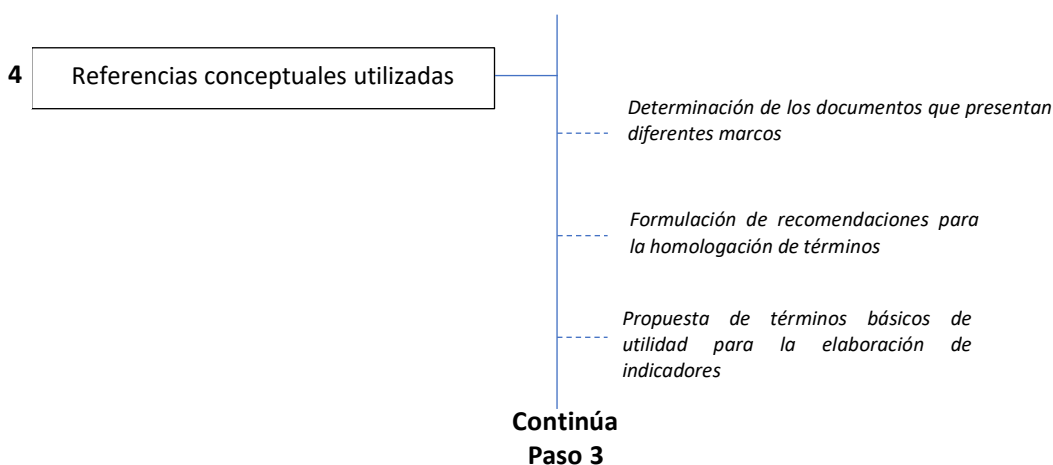 4 Referencias conceptuales utilizadas
Determinación de los documentos que presentan
diferentes marcos
Formulación de recomendaciones para
la homologación de términos
Propuesta de términos básicos de
utilidad para la elaboración de
indicadores
Continúa
Paso 3